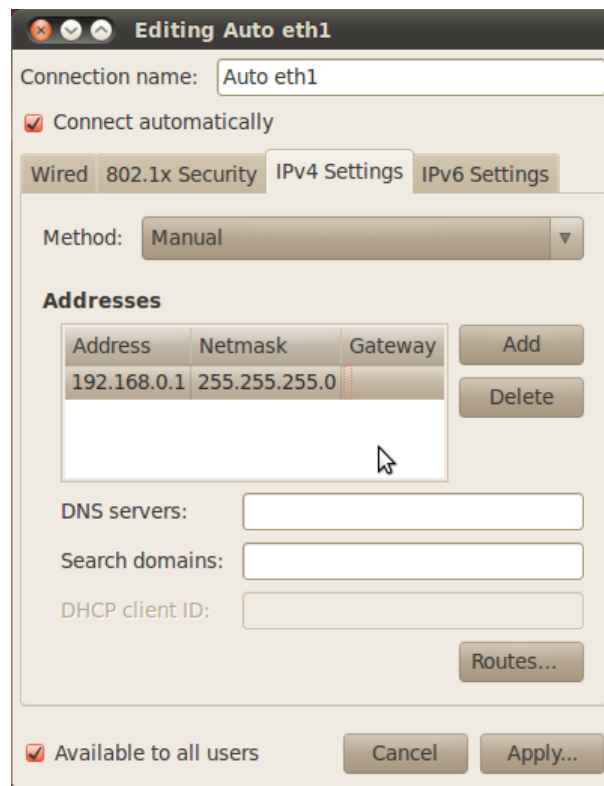 Editing Auto eth1
Connection name: Auto eth1
Connect automatically
Wired 802.1x Security IPv4 Settings IPv6 Settings
Method: Manual
Addresses
Address Netmask Gateway Add
192.168.0.1 255.255.255.0
Delete
DNS servers:
Search domains:
DHCP client ID:
Routes...
Available to all users Cancel Apply...